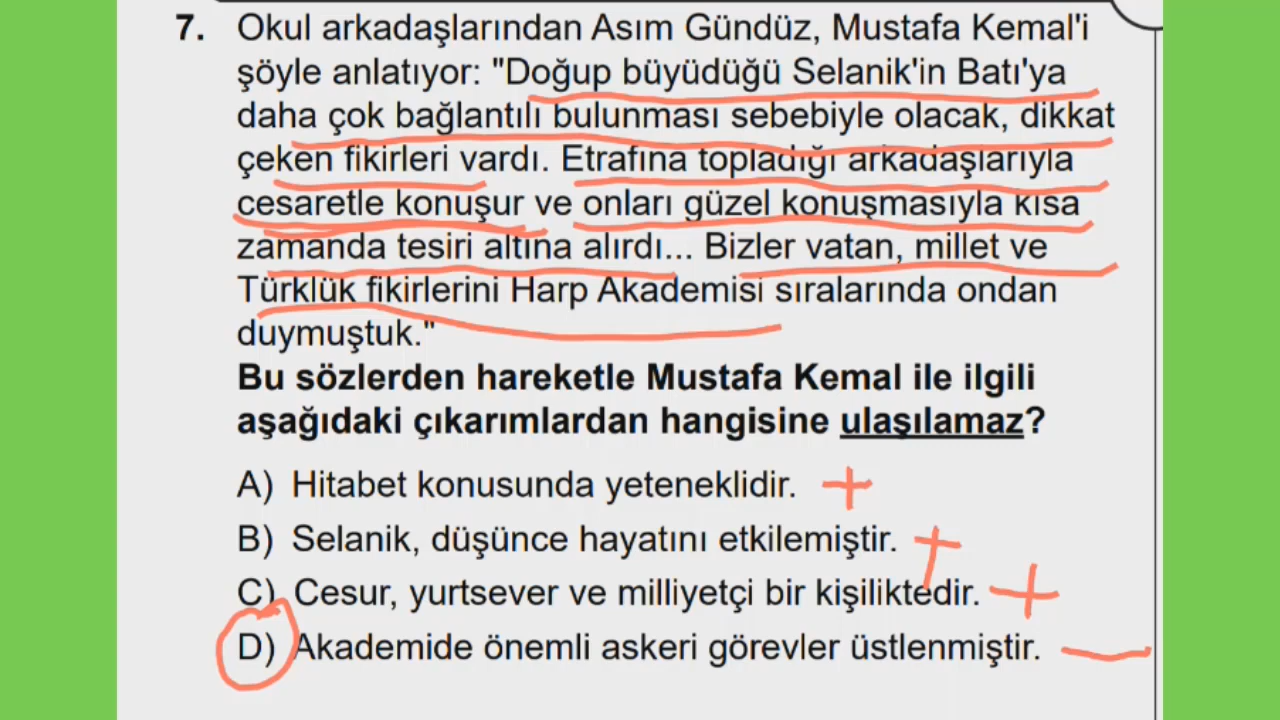 7. Okul arkadaşlarından Asım Gündüz, Mustafa Kemal'i
şöyle anlatıyor: "Doğup büyüdüğü Selanik'in Batı'ya
daha çok bağlantılı bulunması sebebiyle olacak, dikkat
çeken fikirleri vardı. Etrafına topladığı arkadaşlarıyla
cesaretle konuşur ve onları güzel konuşmasıyla kısa
zamanda tesiri altına alırdı... Bizler vatan, millet ve
Türklük fikirlerini Harp Akademisi sıralarında ondan
duymuştuk."
Bu sözlerden hareketle Mustafa Kemal ile ilgili
aşağıdaki çıkarımlardan hangisine ulaşılamaz?
A) Hitabet konusunda yeteneklidir. +
B) Selanik, düşünce hayatını etkilemiştir. +
C) Cesur, yurtsever ve milliyetçi bir kişiliktedir. +
D) Akademide önemli askeri görevler üstlenmiştir. -